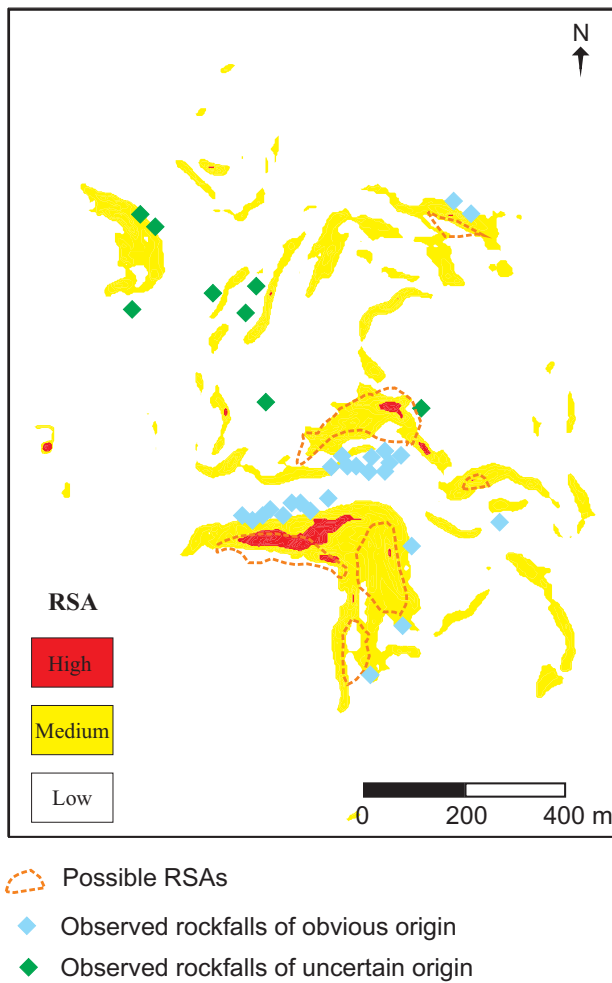 N
RSA
High
Medium
Low
0 200 400 m
Possible RSAs
Observed rockfalls of obvious origin
Observed rockfalls of uncertain origin